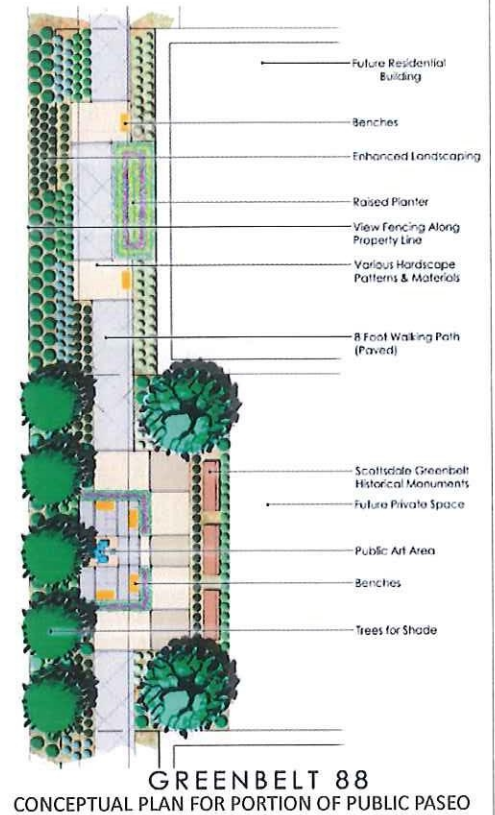 Future Residential
Building
Benches
Enhanced Landscaping
Raised Planter
View Fencing Along
Property Line
Various Hardscape
Patterns & Materials
8 Foot Walking Path
(Paved)
Scottsdale Greenbelt
Historical Monuments
Future Private Space
Public Art Area
Benches
Trees for Shade
GREENBELT 88
CONCEPTUAL PLAN FOR PORTION OF PUBLIC PASEO